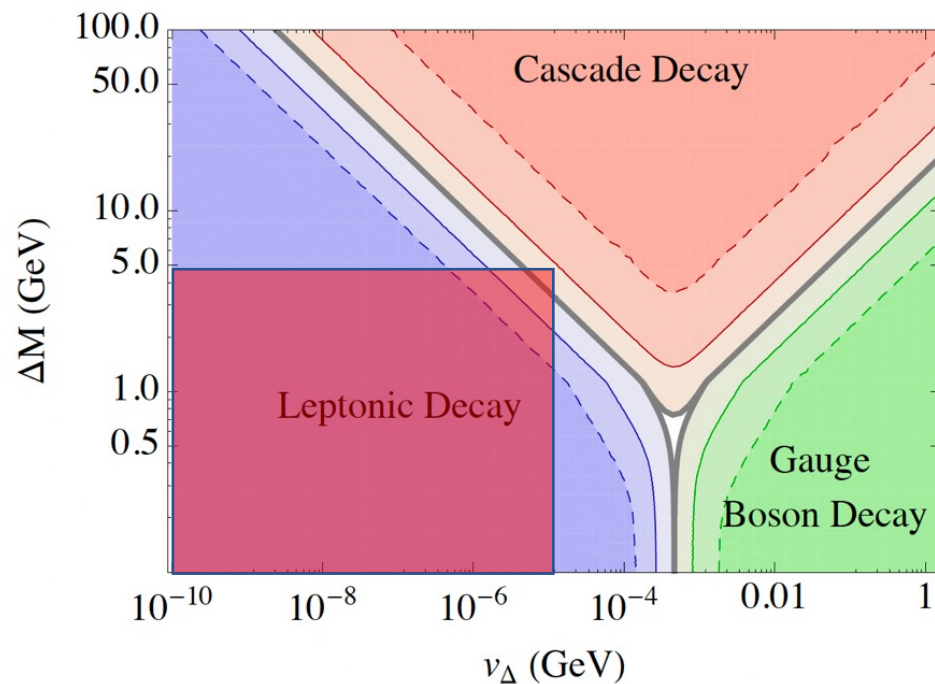 100.0
50.0
10.0
5.0
1.0
0.5
ΔM (GeV)
Cascade Decay
Leptonic Decay
Gauge
Boson Decay
10⁻¹⁰ 10⁻⁸ 10⁻⁶ 10⁻⁴ 0.01 1
v_Δ (GeV)